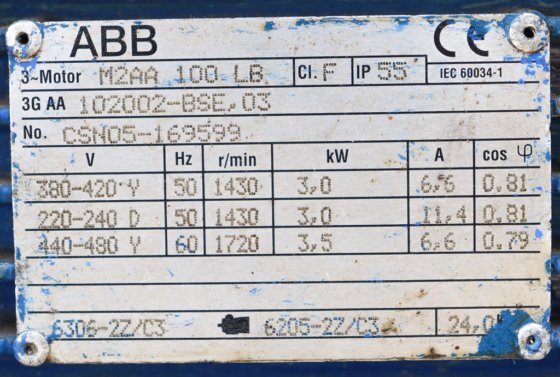 ABB CE
3~Motor M2AA 100 LB Cl. F IP 55 IEC 60034-1
3G AA 102002-BSE,03
No. CSN05-169599
V Hz r/min kW A cos φ
380-420 Y 50 1430 3,0 6,6 0.81
220-240 D 50 1430 3,0 11,4 0.81
440-480 Y 60 1720 3,5 6,6 0.79
6306-2Z/C3 6205-2Z/C3